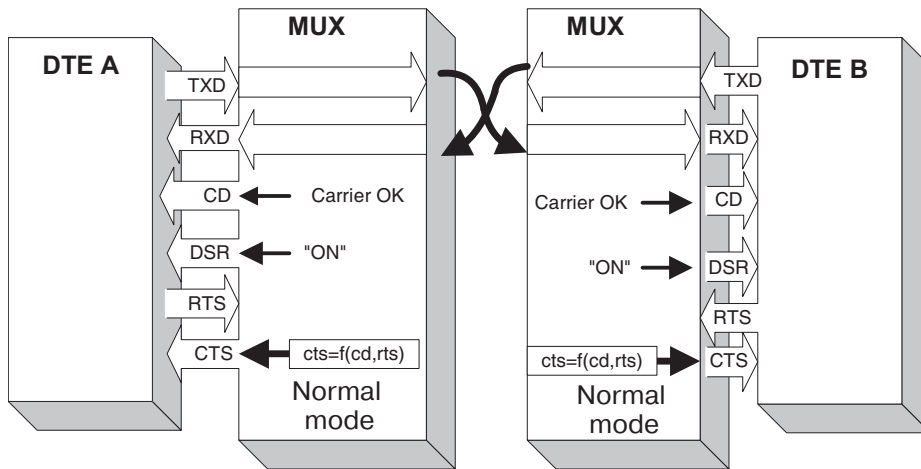 MUX
MUX
DTE A
DTE B
TXD
TXD
RXD
RXD
CD
Carrier OK
Carrier OK
CD
DSR
"ON"
"ON"
DSR
RTS
RTS
CTS
cts=f(cd,rts)
cts=f(cd,rts)
CTS
Normal
mode
Normal
mode